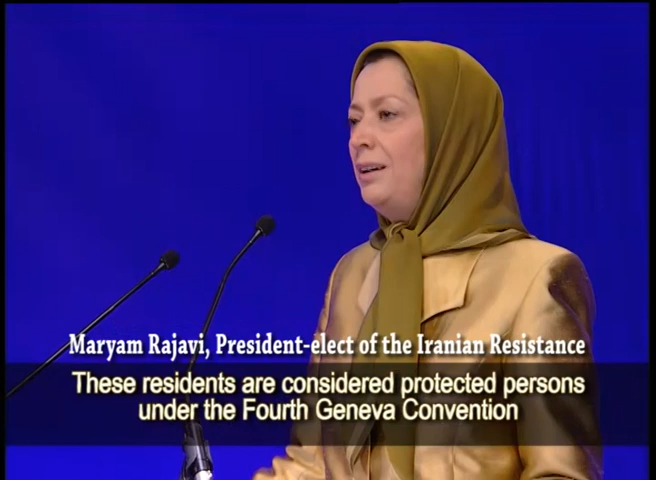 Maryam Rajavi, President-elect of the Iranian Resistance
These residents are considered protected persons
under the Fourth Geneva Convention